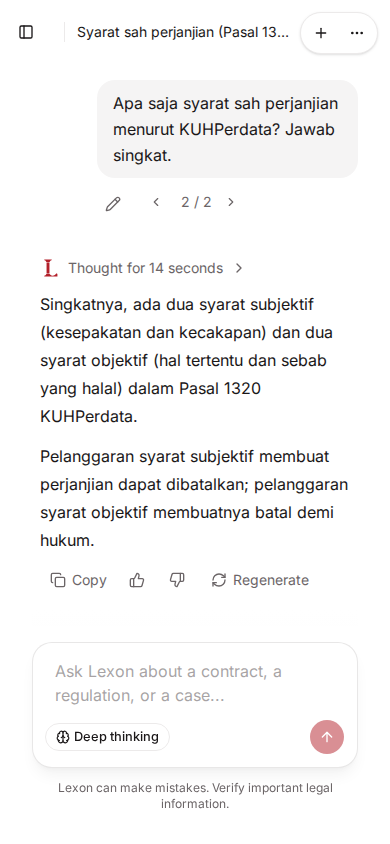 Syarat sah perjanjian (Pasal 13...
Apa saja syarat sah perjanjian
menurut KUHPerdata? Jawab
singkat.
2 / 2
L Thought for 14 seconds
Singkatnya, ada dua syarat subjektif
(kesepakatan dan kecakapan) dan dua
syarat objektif (hal tertentu dan sebab
yang halal) dalam Pasal 1320
KUHPerdata.
Pelanggaran syarat subjektif membuat
perjanjian dapat dibatalkan; pelanggaran
syarat objektif membuatnya batal demi
hukum.
Copy Regenerate
Ask Lexon about a contract, a
regulation, or a case...
Deep thinking
Lexon can make mistakes. Verify important legal
information.